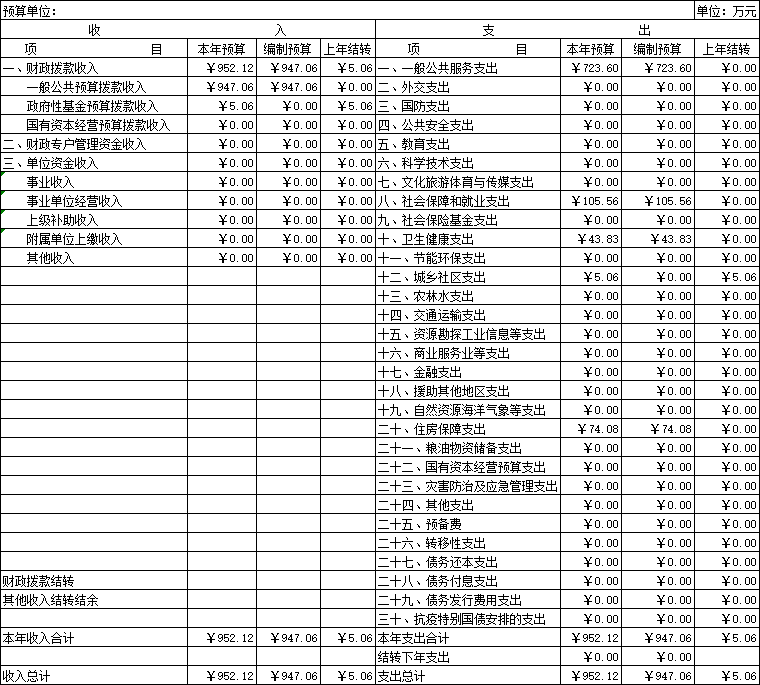 预算单位: 单位: 万元
收 入 支 出
项 目 本年预算 编制预算 上年结转 项 目 本年预算 编制预算 上年结转
一、财政拨款收入 ￥952.12 ￥947.06 ￥5.06 一、一般公共服务支出 ￥723.60 ￥723.60 ￥0.00
一般公共预算拨款收入 ￥947.06 ￥947.06 ￥0.00 二、外交支出 ￥0.00 ￥0.00 ￥0.00
政府性基金预算拨款收入 ￥5.06 ￥0.00 ￥5.06 三、国防支出 ￥0.00 ￥0.00 ￥0.00
国有资本经营预算拨款收入 ￥0.00 ￥0.00 ￥0.00 四、公共安全支出 ￥0.00 ￥0.00 ￥0.00
二、财政专户管理资金收入 ￥0.00 ￥0.00 ￥0.00 五、教育支出 ￥0.00 ￥0.00 ￥0.00
三、单位资金收入 ￥0.00 ￥0.00 ￥0.00 六、科学技术支出 ￥0.00 ￥0.00 ￥0.00
事业收入 ￥0.00 ￥0.00 ￥0.00 七、文化旅游体育与传媒支出 ￥0.00 ￥0.00 ￥0.00
事业单位经营收入 ￥0.00 ￥0.00 ￥0.00 八、社会保障和就业支出 ￥105.56 ￥105.56 ￥0.00
上级补助收入 ￥0.00 ￥0.00 ￥0.00 九、社会保险基金支出 ￥0.00 ￥0.00 ￥0.00
附属单位上缴收入 ￥0.00 ￥0.00 ￥0.00 十、卫生健康支出 ￥43.83 ￥43.83 ￥0.00
其他收入 ￥0.00 ￥0.00 ￥0.00 十一、节能环保支出 ￥0.00 ￥0.00 ￥0.00
十二、城乡社区支出 ￥5.06 ￥0.00 ￥5.06
十三、农林水支出 ￥0.00 ￥0.00 ￥0.00
十四、交通运输支出 ￥0.00 ￥0.00 ￥0.00
十五、资源勘探工业信息等支出 ￥0.00 ￥0.00 ￥0.00
十六、商业服务业等支出 ￥0.00 ￥0.00 ￥0.00
十七、金融支出 ￥0.00 ￥0.00 ￥0.00
十八、援助其他地区支出 ￥0.00 ￥0.00 ￥0.00
十九、自然资源海洋气象等支出 ￥0.00 ￥0.00 ￥0.00
二十、住房保障支出 ￥74.08 ￥74.08 ￥0.00
二十一、粮油物资储备支出 ￥0.00 ￥0.00 ￥0.00
二十二、国有资本经营预算支出 ￥0.00 ￥0.00 ￥0.00
二十三、灾害防治及应急管理支出 ￥0.00 ￥0.00 ￥0.00
二十四、其他支出 ￥0.00 ￥0.00 ￥0.00
二十五、预备费 ￥0.00 ￥0.00 ￥0.00
二十六、转移性支出 ￥0.00 ￥0.00 ￥0.00
二十七、债务还本支出 ￥0.00 ￥0.00 ￥0.00
财政拨款结转 二十八、债务付息支出 ￥0.00 ￥0.00 ￥0.00
其他收入结转结余 二十九、债务发行费用支出 ￥0.00 ￥0.00 ￥0.00
三十、抗疫特别国债安排的支出 ￥0.00 ￥0.00 ￥0.00
本年收入合计 ￥952.12 ￥947.06 ￥5.06 本年支出合计 ￥952.12 ￥947.06 ￥5.06
结转下年支出 ￥0.00 ￥0.00
收入总计 ￥952.12 ￥947.06 ￥5.06 支出总计 ￥952.12 ￥947.06 ￥5.06